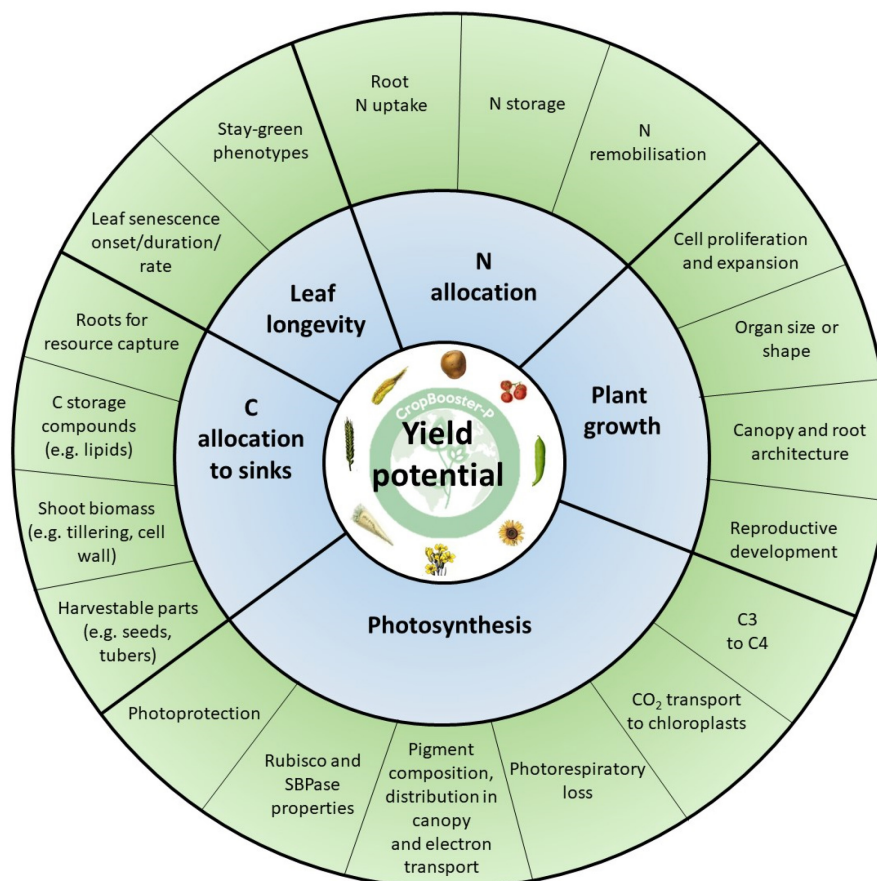 Root
N uptake
N storage
N
remobilisation
Stay-green
phenotypes
Leaf senescence
onset/duration/
rate
Cell proliferation
and expansion
Organ size or
shape
Canopy and root
architecture
Reproductive
development
Roots for
resource capture
C storage
compounds
(e.g. lipids)
Shoot biomass
(e.g. tillering, cell
wall)
Harvestable parts
(e.g. seeds,
tubers)
N
allocation
Leaf
longevity
Plant
growth
C
allocation
to sinks
CropBooster-P
Yield
potential
Photosynthesis
C3
to C4
CO₂ transport
to chloroplasts
Photorespiratory
loss
Pigment
composition,
distribution in
canopy
and electron
transport
Rubisco and
SBPase
properties
Photoprotection